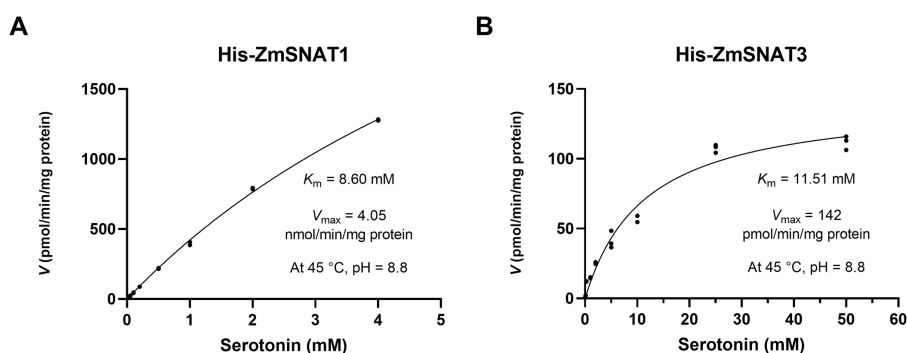 A
His-ZmSNAT1
V (pmol/min/mg protein)
1500
1000
500
0
0
1
2
3
4
5
Serotonin (mM)
Km = 8.60 mM
Vmax = 4.05
nmol/min/mg protein
At 45 °C, pH = 8.8
B
His-ZmSNAT3
V (pmol/min/mg protein)
150
100
50
0
0
10
20
30
40
50
60
Serotonin (mM)
Km = 11.51 mM
Vmax = 142
pmol/min/mg protein
At 45 °C, pH = 8.8